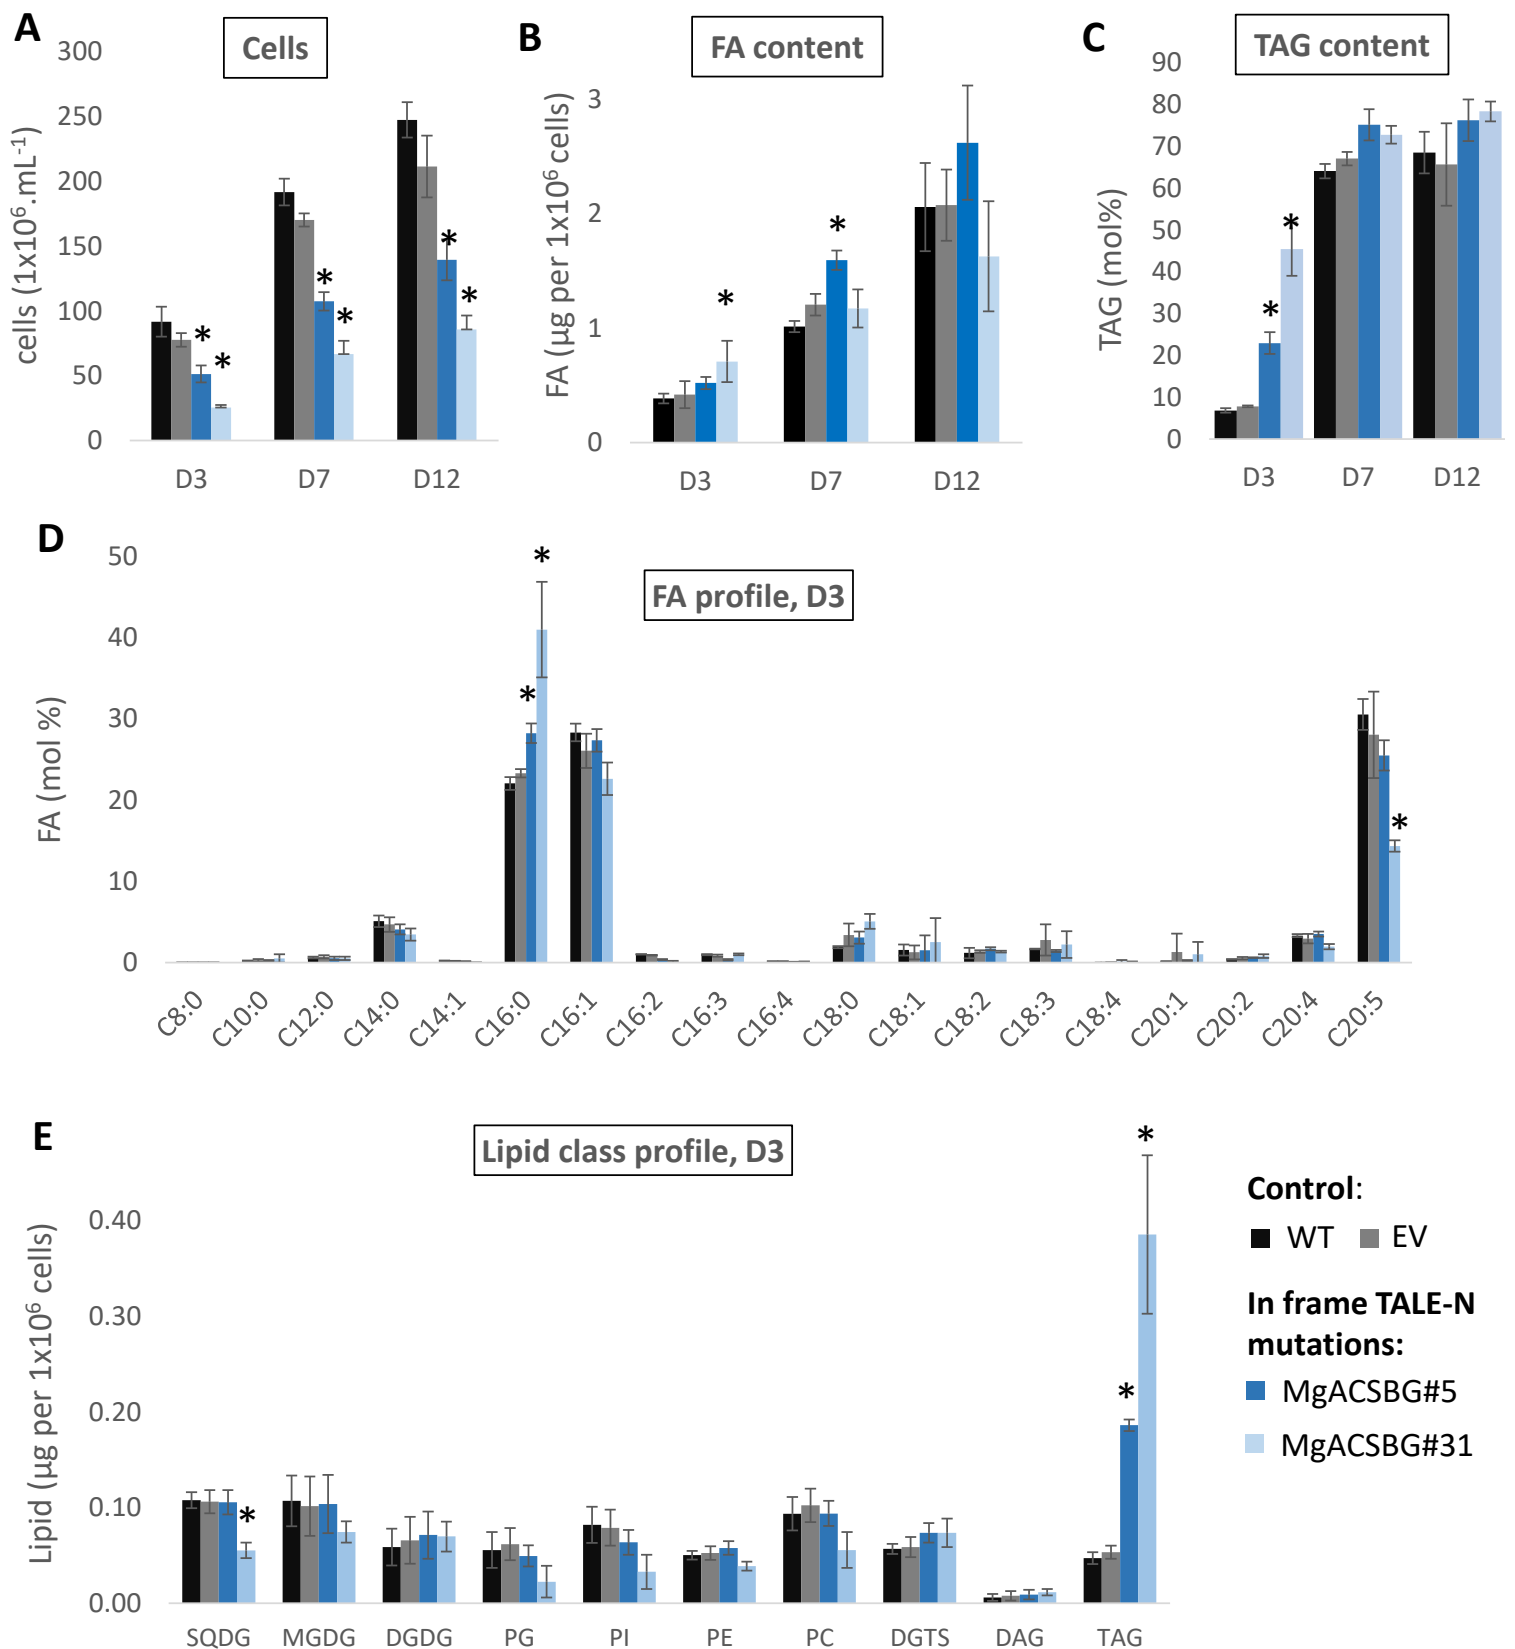 A
Cells
300
250
200
150
100
50
0
cells (1x10⁶.mL⁻¹)
* * * * * *
D3 D7 D12
B
FA content
3
2
1
0
FA (µg per 1x10⁶ cells)
* *
D3 D7 D12
C
TAG content
90
80
70
60
50
40
30
20
10
0
TAG (mol%)
* *
D3 D7 D12
D
FA profile, D3
50
40
30
20
10
0
FA (mol %)
* * *
C8:0 C10:0 C12:0 C14:0 C14:1 C16:0 C16:1 C16:2 C16:3 C16:4 C18:0 C18:1 C18:2 C18:3 C18:4 C20:1 C20:2 C20:4 C20:5
E
Lipid class profile, D3
0.40
0.30
0.20
0.10
0.00
Lipid (µg per 1x10⁶ cells)
* * *
SQDG MGDG DGDG PG PI PE PC DGTS DAG TAG
Control:
WT EV
In frame TALE-N
mutations:
MgACSBG#5
MgACSBG#31